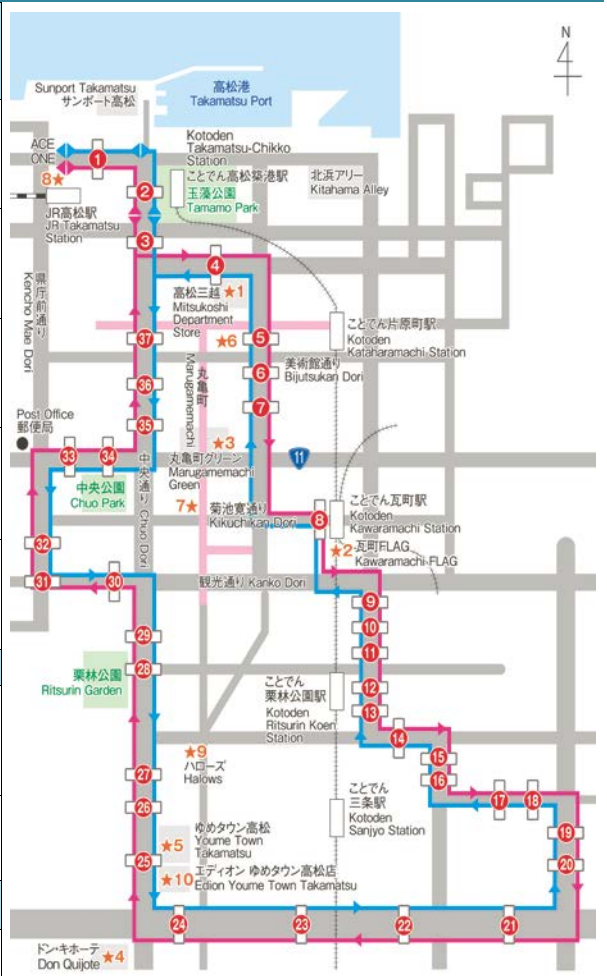 N
4
Sunport Takamatsu
サンポート高松
高松港
Takamatsu Port
Kotoden
Takamatsu-Chikko
Station
ことでん高松築港駅
玉藻公園
Tamamo Park
北浜アリー
Kitahama Alley
ACE
ONE
1
8★
2
JR高松駅
JR Takamatsu
Station
3
県庁前通り
Kencho Mae Dori
4
高松三越 ★1
Mitsukoshi
Department
Store
★6
37
5
ことでん片原町駅
Kotoden
Kataharamachi Station
6
美術館通り
Bijutsukan Dori
36
丸亀町
Marugamemachi
7
35
Post Office
郵便局
33
34
★3
丸亀町グリーン
Marugamemachi
Green
11
中央公園
Chuo Park
中央通り Chuo Dori
7★
菊池寛通り
Kikuchikan Dori
8
ことでん瓦町駅
Kotoden
Kawaramachi Station
★2 瓦町FLAG
Kawaramachi FLAG
32
31
30
観光通り Kanko Dori
9
10
29
11
28
栗林公園
Ritsurin Garden
ことでん
栗林公園駅
Kotoden
Ritsurin Koen
Station
12
13
14
★9
ハローズ
Halows
15
16
27
26
ことでん
三条駅
Kotoden
Sanjyo Station
17
18
19
20
★5
ゆめタウン高松
Youme Town
Takamatsu
25
★10
エディオン ゆめタウン高松店
Edion Youme Town Takamatsu
24
23
22
21
ドン・キホーテ
Don Quijote
★4